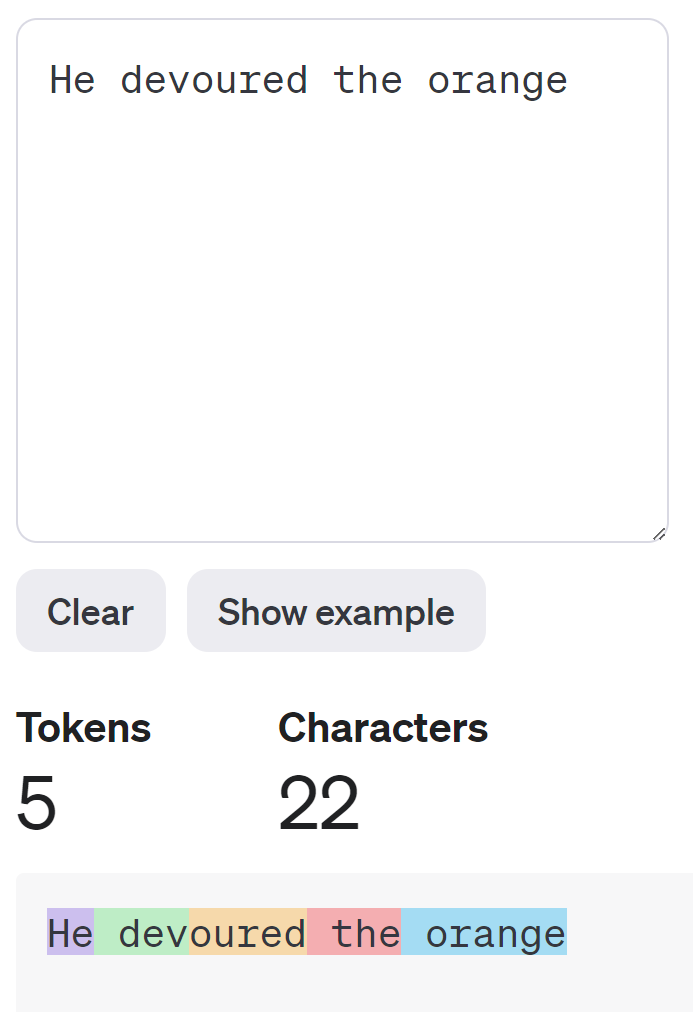 He devoured the orange
Clear
Show example
Tokens
Characters
5
22
He devoured the orange